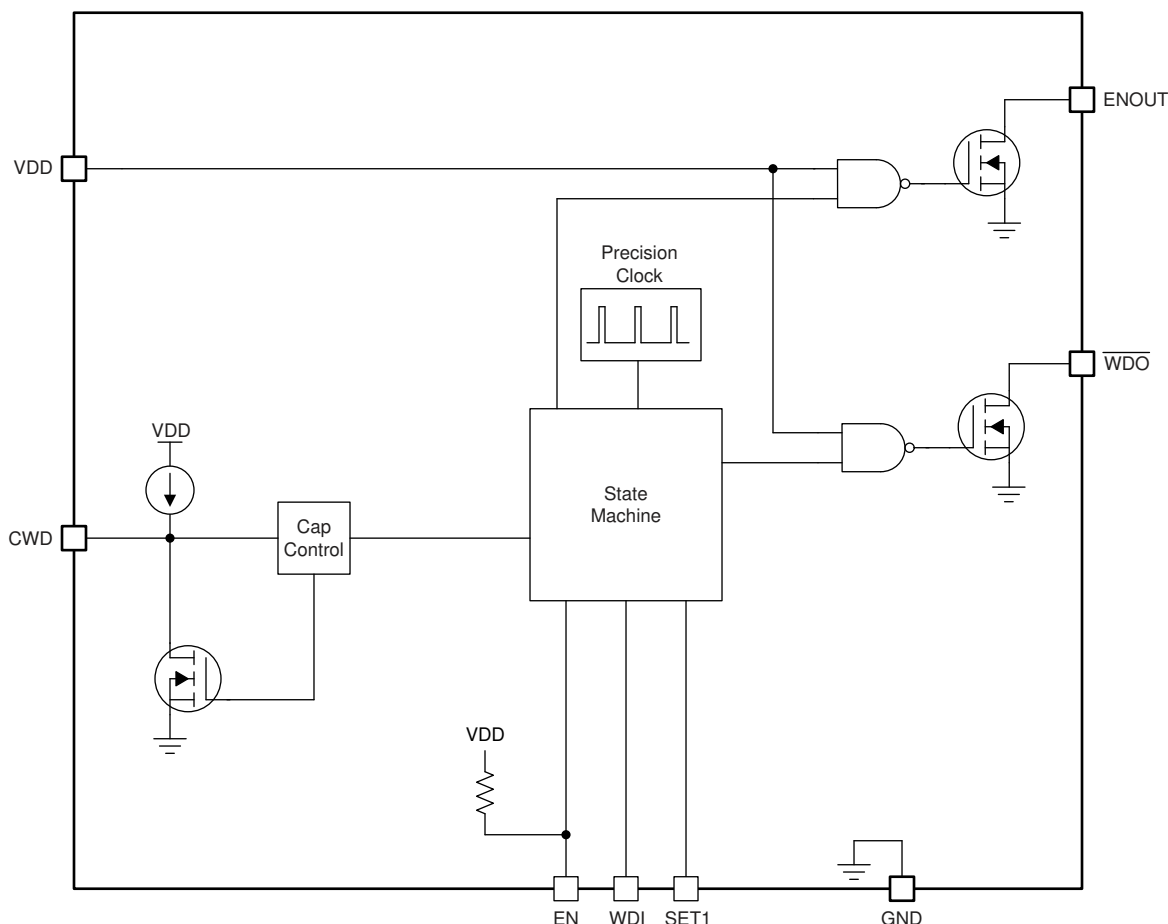 ENOUT
VDD
Precision
Clock
WDO
VDD
State
Machine
Cap
Control
CWD
VDD
EN
WDI
SET1
GND